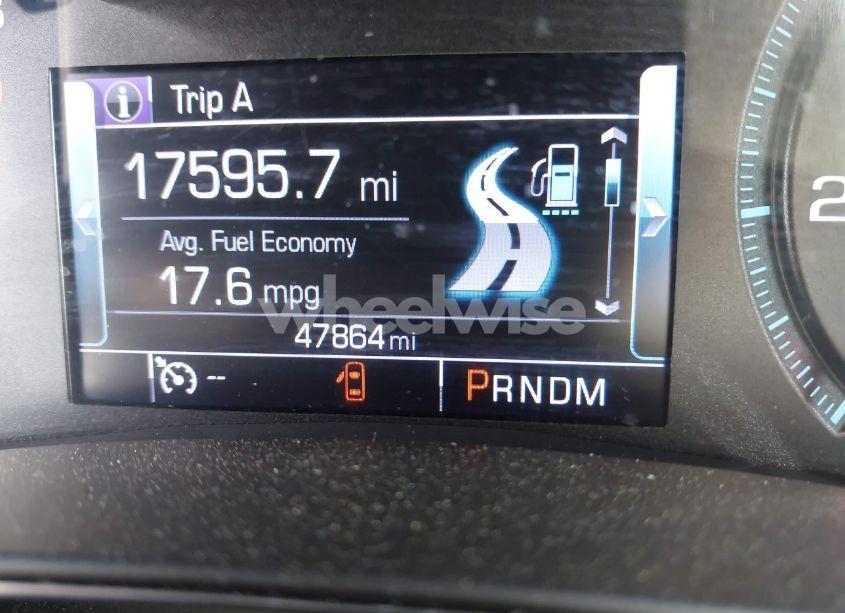 Trip A
17595.7 mi
Avg. Fuel Economy
17.6 mpg
wheelwise
47864 mi
--
PRNDM
2